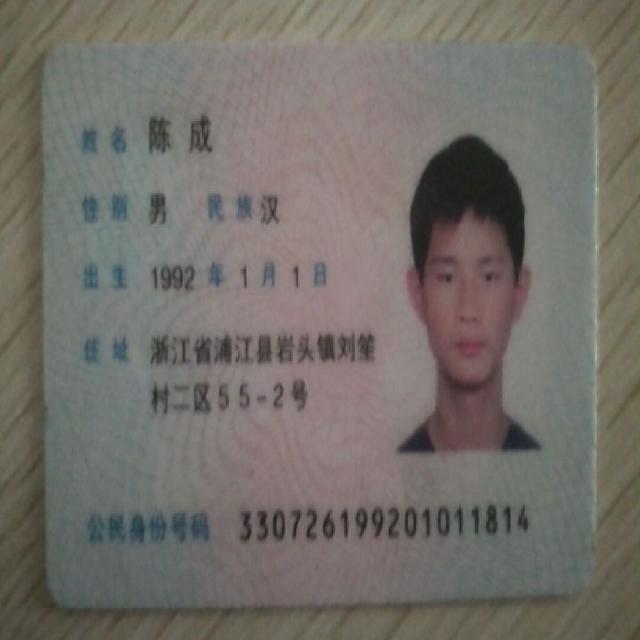 姓名 陈成
性别 男 民族 汉
出生 1992 年 1 月 1 日
住址 浙江省浦江县岩头镇刘笙
村二区55-2号
公民身份号码 330726199201011814